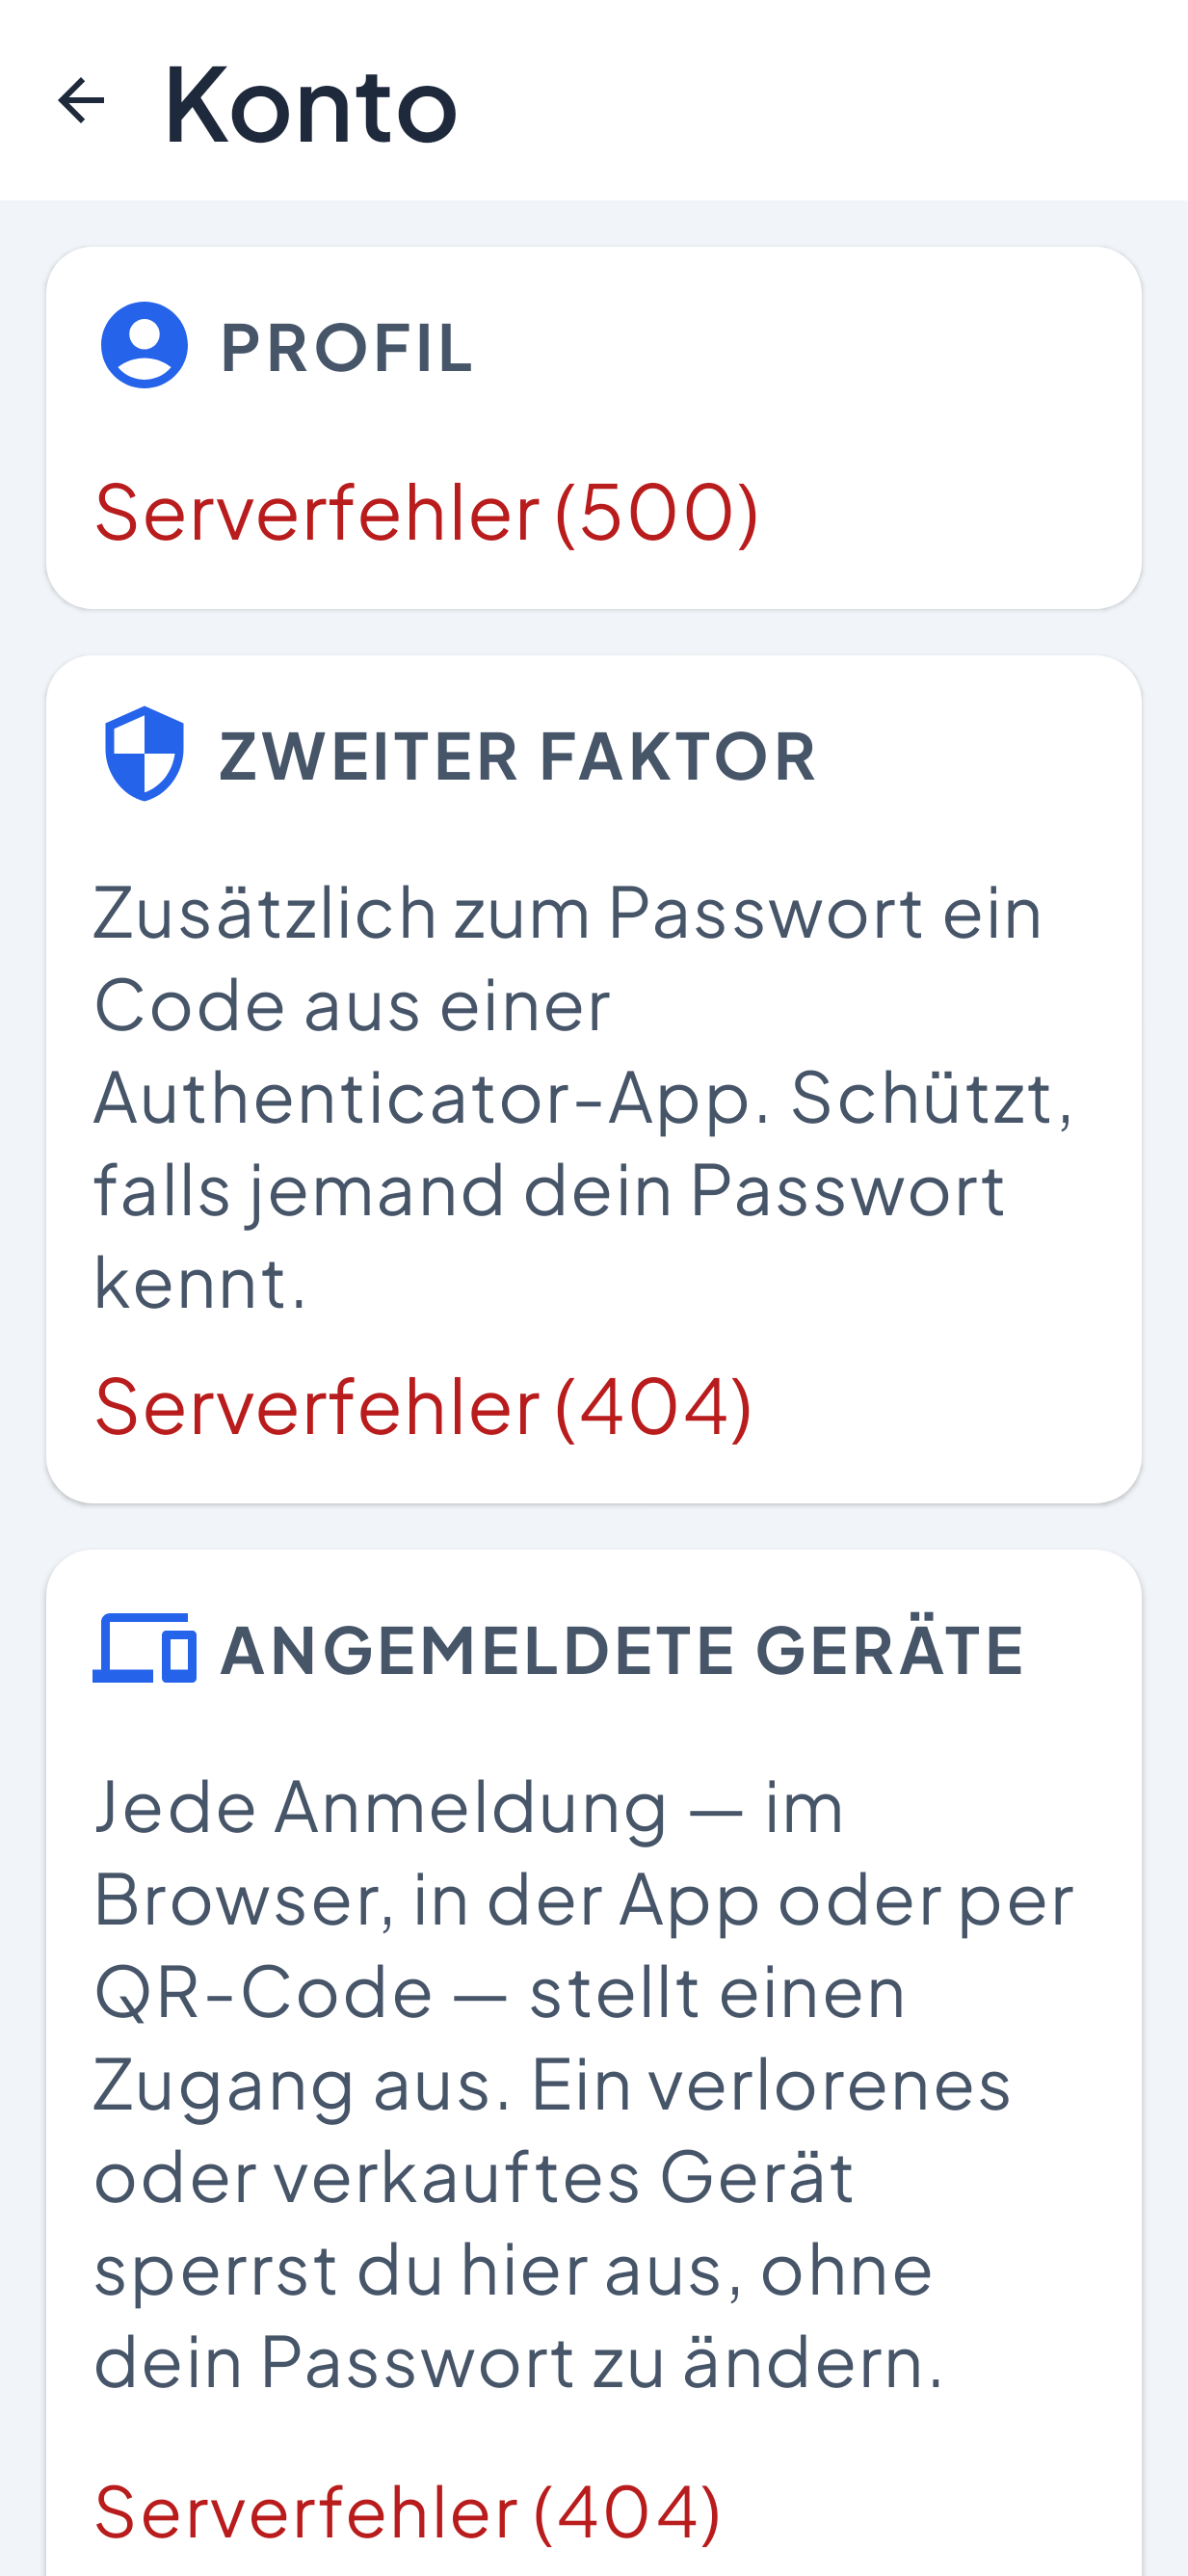 Konto
PROFIL
Serverfehler (500)
ZWEITER FAKTOR
Zusätzlich zum Passwort ein
Code aus einer
Authenticator-App. Schützt,
falls jemand dein Passwort
kennt.
Serverfehler (404)
ANGEMELDETE GERÄTE
Jede Anmeldung — im
Browser, in der App oder per
QR-Code — stellt einen
Zugang aus. Ein verlorenes
oder verkauftes Gerät
sperrst du hier aus, ohne
dein Passwort zu ändern.
Serverfehler (404)